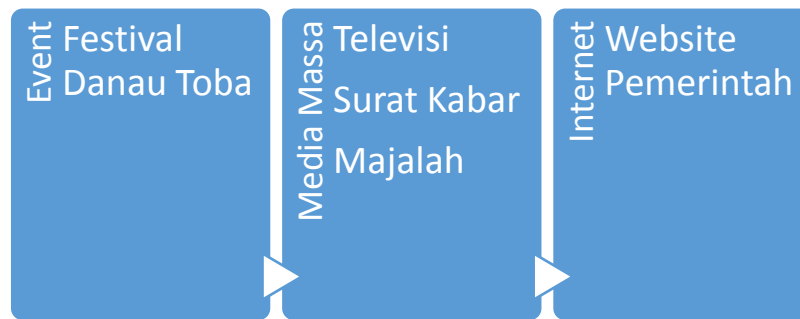 Event
Festival
Danau Toba
Media Massa
Televisi
Surat Kabar
Majalah
Internet
Website
Pemerintah